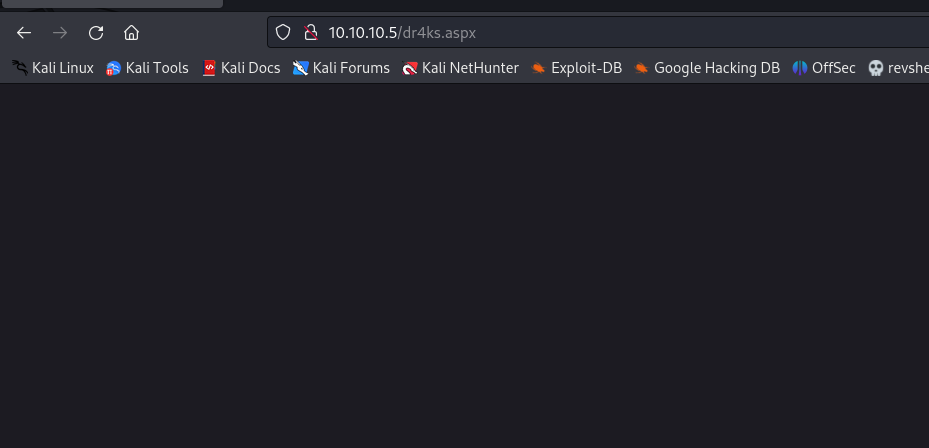 10.10.10.5/dr4ks.aspx
Kali Linux Kali Tools Kali Docs Kali Forums Kali NetHunter Exploit-DB Google Hacking DB OffSec revshe